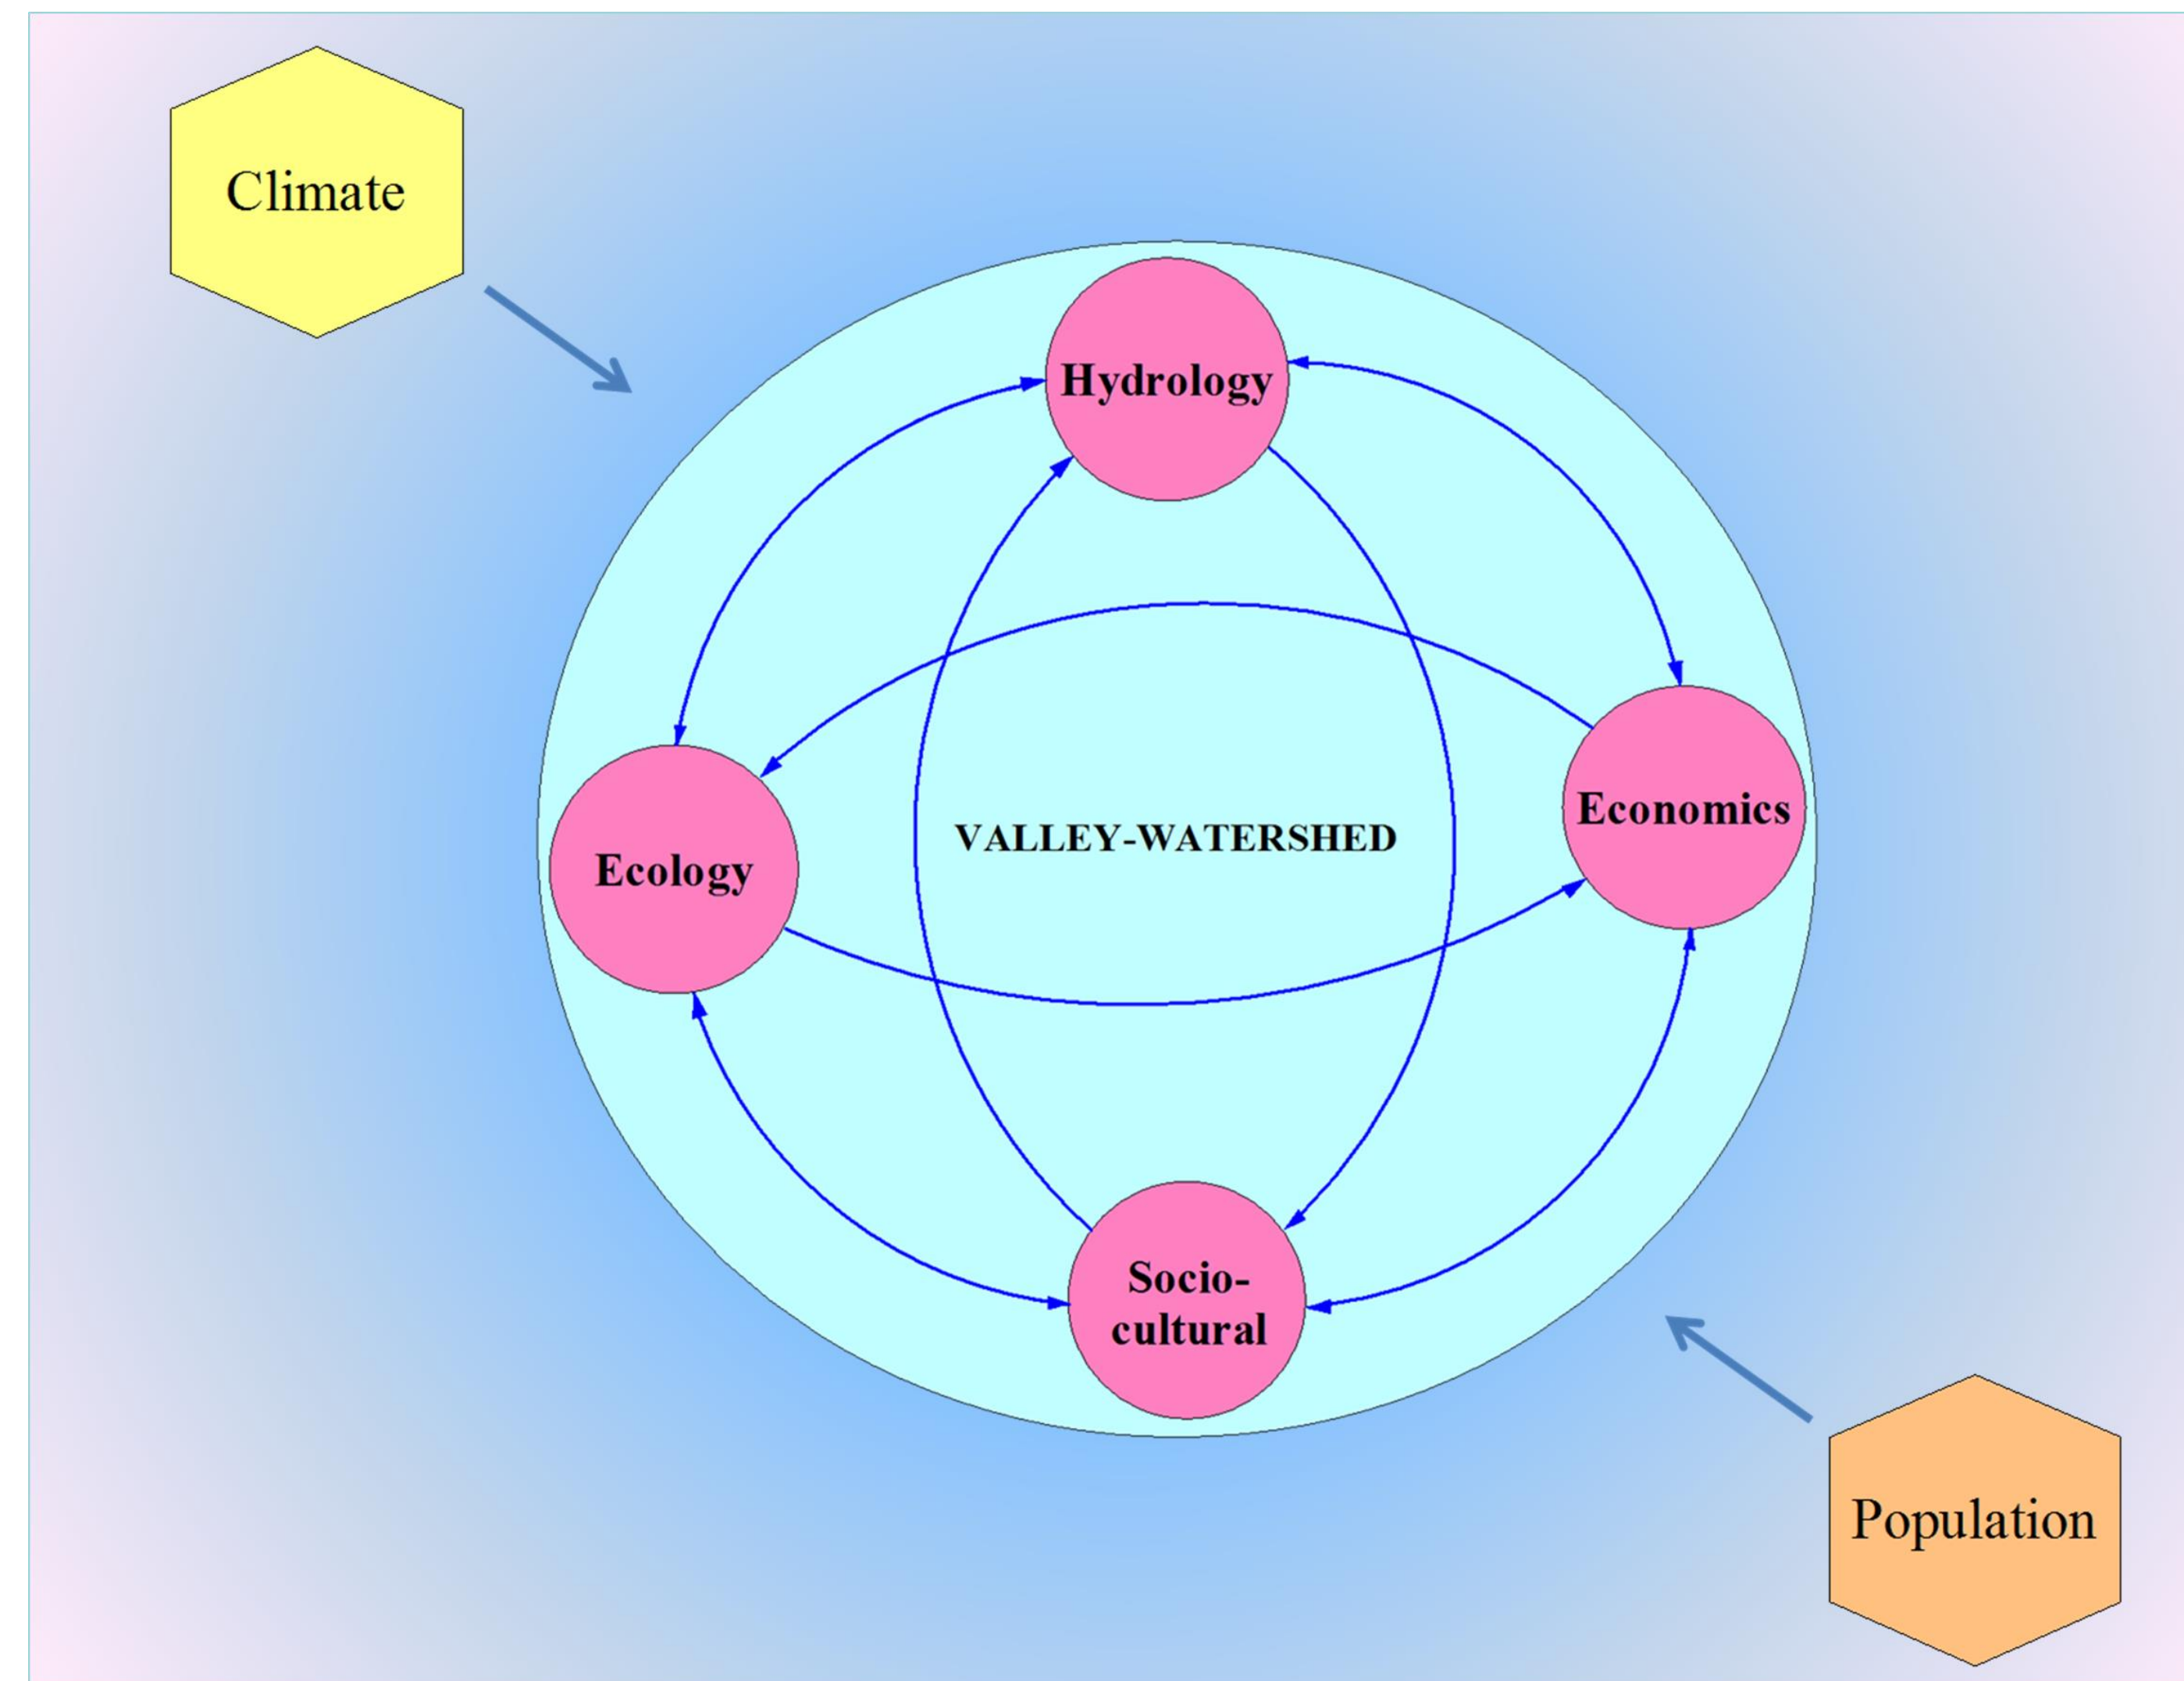 Climate
Hydrology
Economics
VALLEY-WATERSHED
Ecology
Socio-
cultural
Population